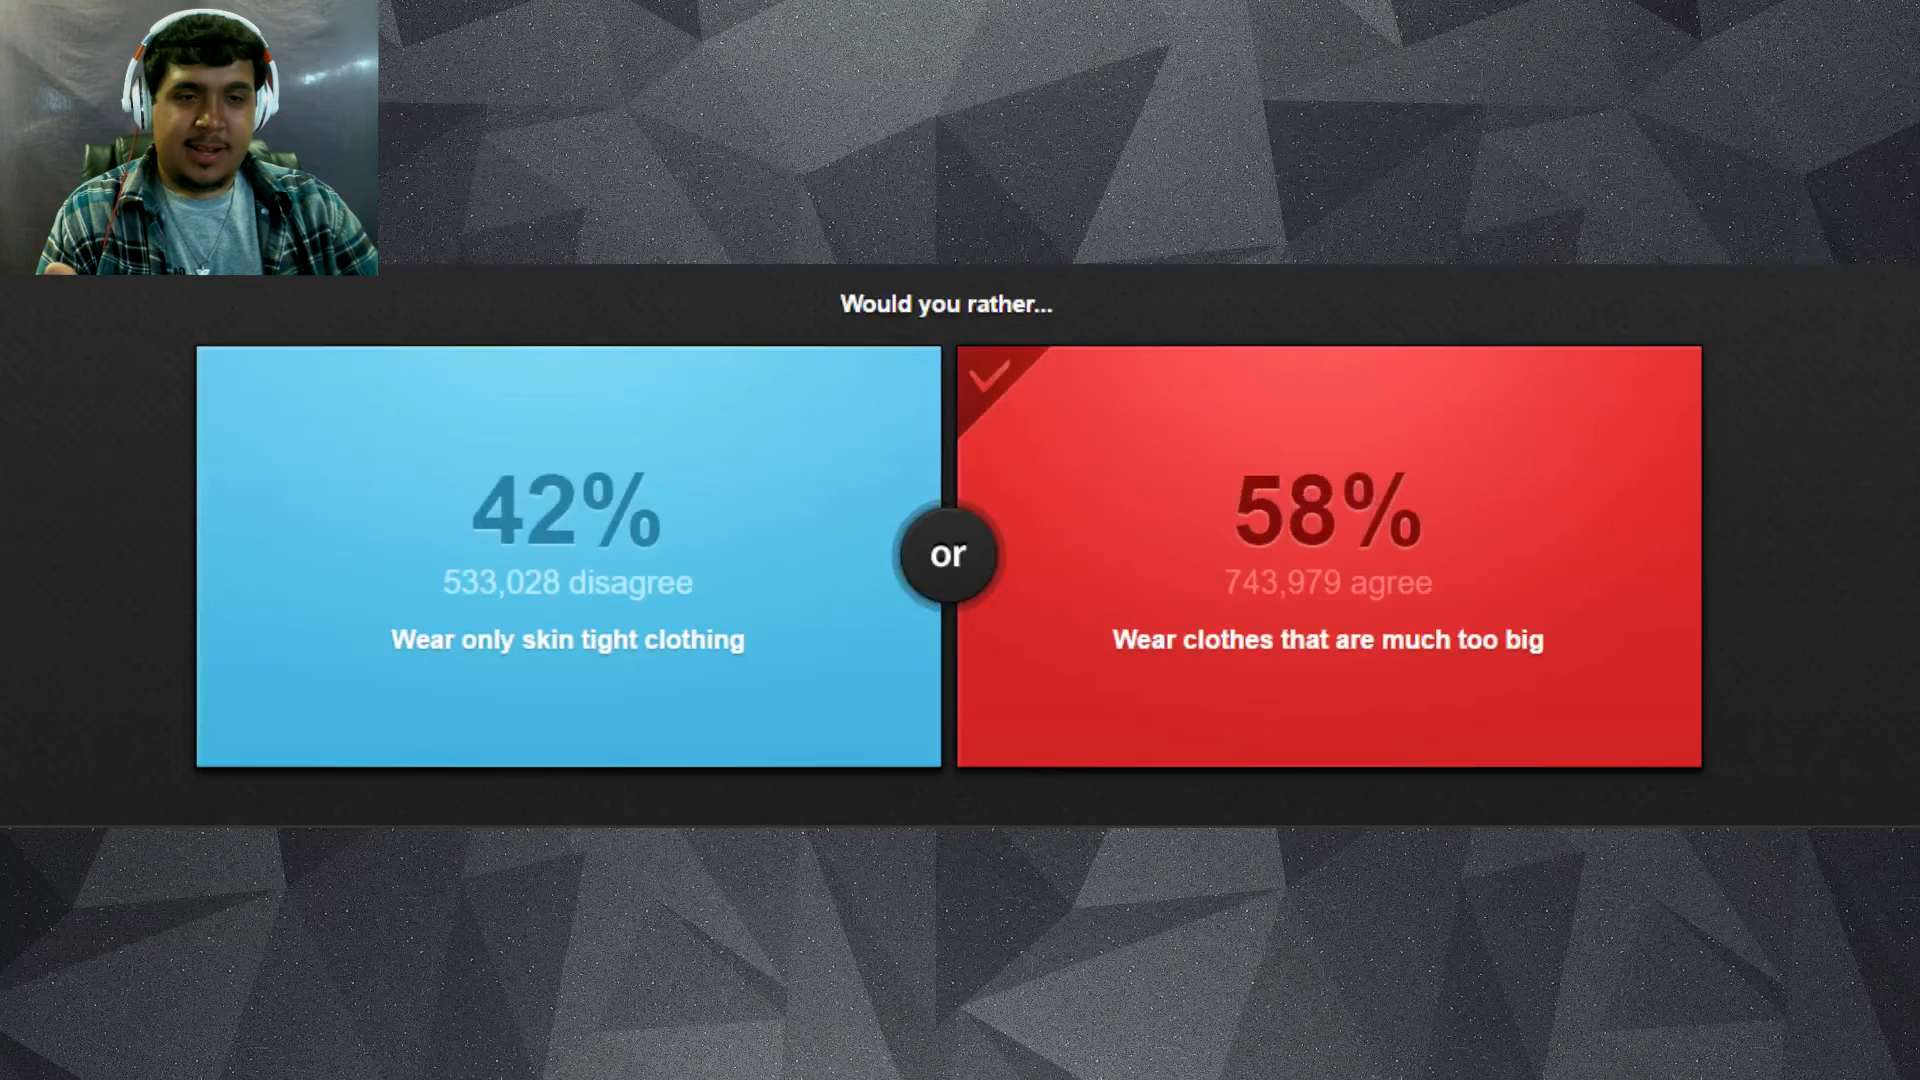 Would you rather...
42%
533,028 disagree
Wear only skin tight clothing
or
58%
743,979 agree
Wear clothes that are much too big